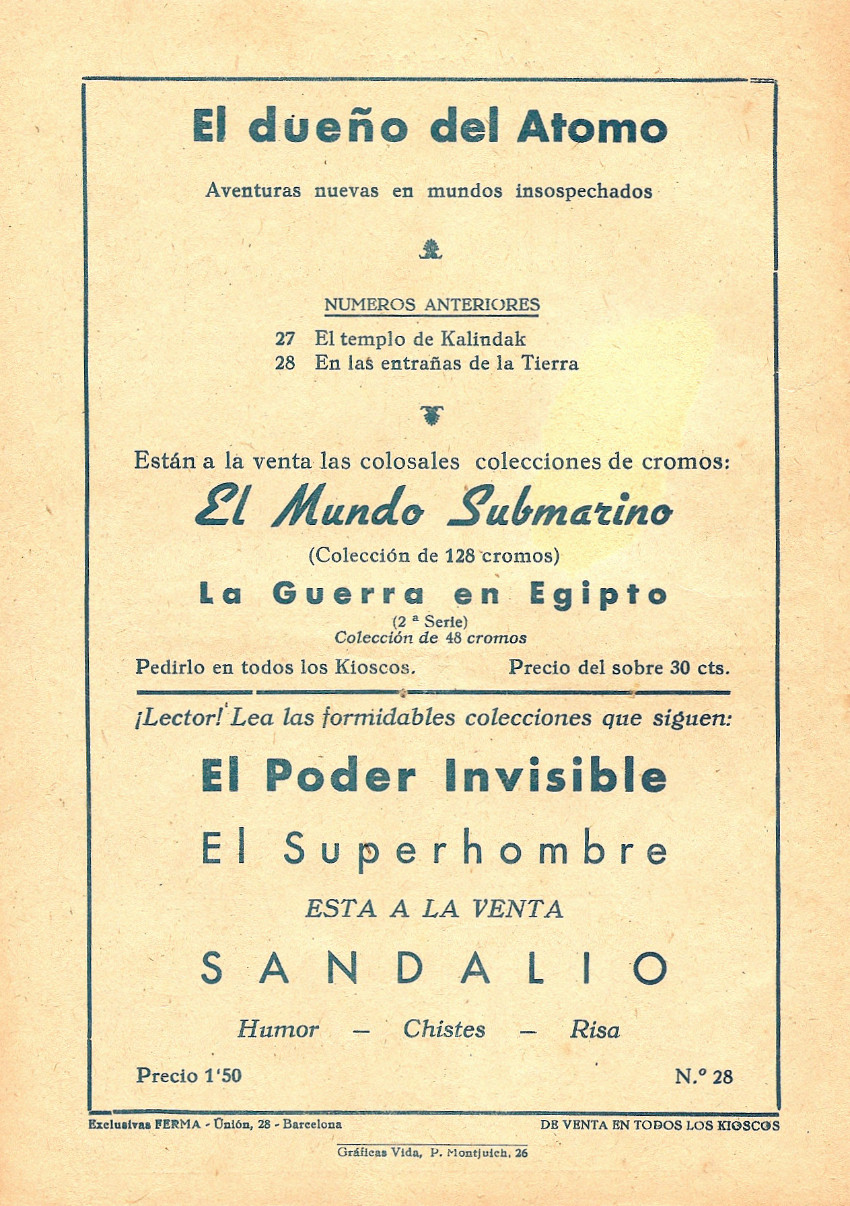 El dueño del Atomo
Aventuras nuevas en mundos insospechados
NUMEROS ANTERIORES
27 El templo de Kalindak
28 En las entrañas de la Tierra
Están a la venta las colosales colecciones de cromos:
El Mundo Submarino
(Colección de 128 cromos)
La Guerra en Egipto
(2 ª Serie)
Colección de 48 cromos
Pedirlo en todos los Kioscos. Precio del sobre 30 cts.
¡Lector! Lea las formidables colecciones que siguen:
El Poder Invisible
El Superhombre
ESTA A LA VENTA
SANDALIO
Humor — Chistes — Risa
Precio 1'50 N.º 28
Exclusivas FERMA - Unión, 28 - Barcelona DE VENTA EN TODOS LOS KIOSCOS
Gráficas Vida, P. Montjuich, 26